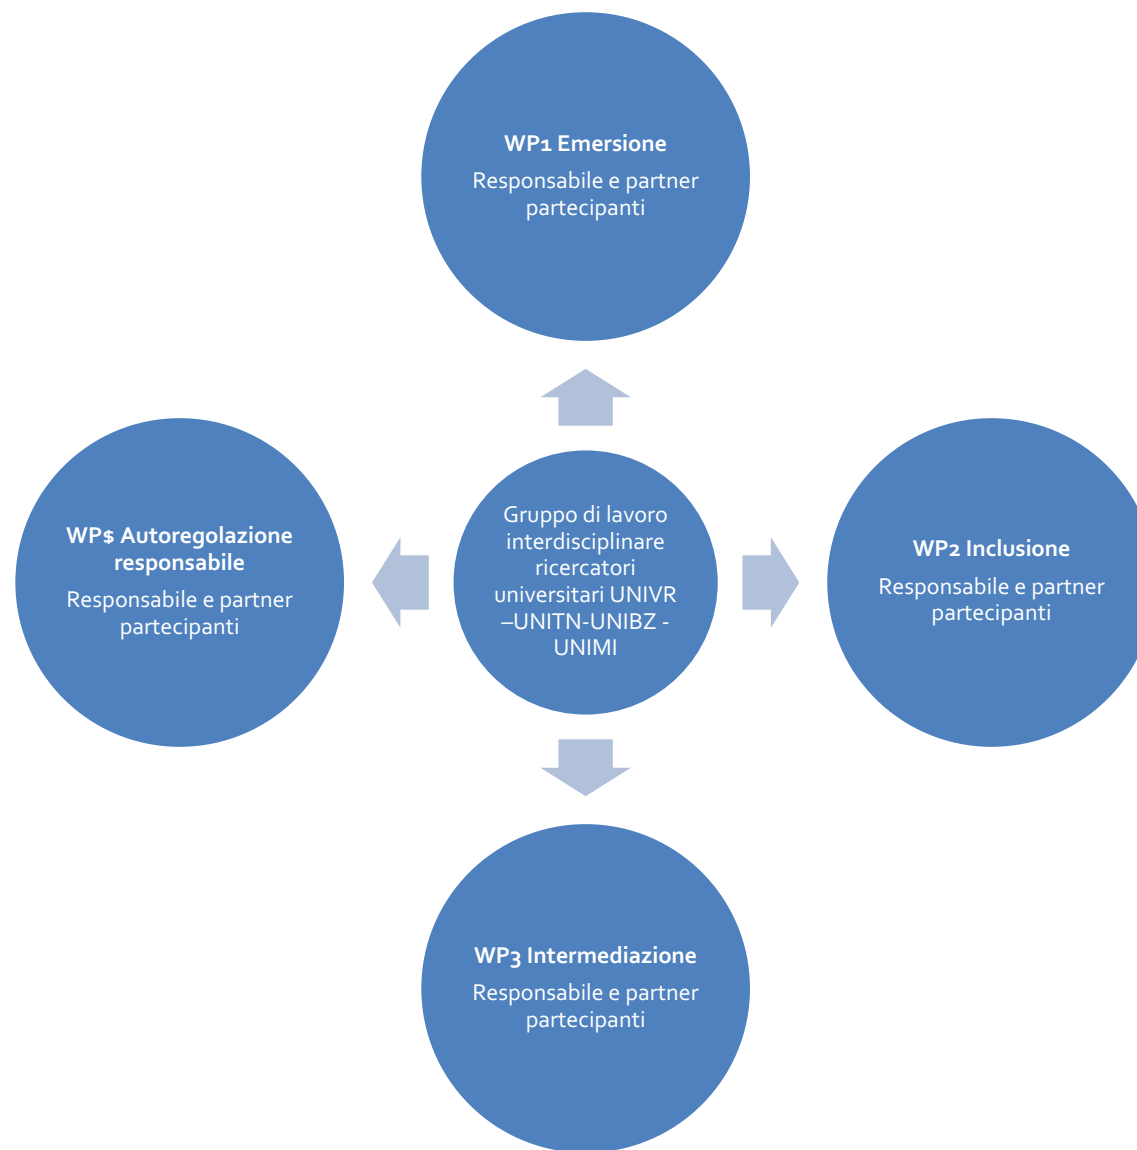 WP1 Emersione
Responsabile e partner
partecipanti
WP$ Autoregolazione
responsabile
Responsabile e partner
partecipanti
Gruppo di lavoro
interdisciplinare
ricercatori
universitari UNIVR
–UNITN-UNIBZ -
UNIMI
WP2 Inclusione
Responsabile e partner
partecipanti
WP3 Intermediazione
Responsabile e partner
partecipanti